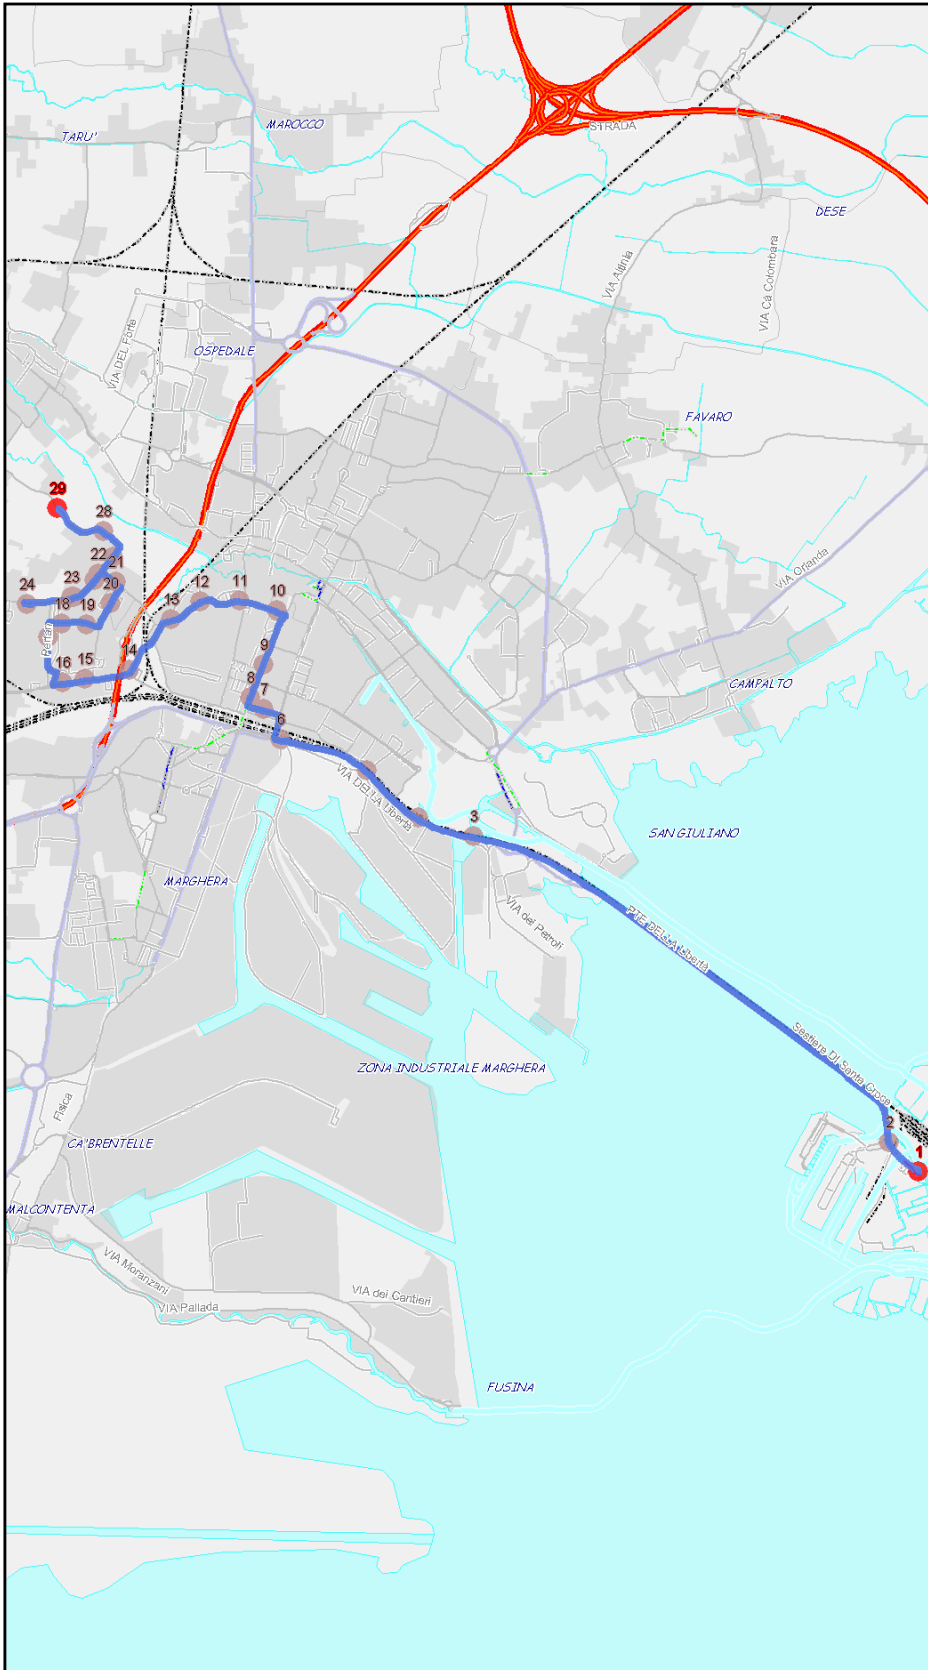 MAROCCO
STRADA
TARU'
DESE
VIA Altinia
VIA Cà Colombara
VIA DEL Forte
OSPEDALE
FAVARO
29
28
22
21
23
20
24
18
19
12
11
10
13
VIA Orlanda
14
9
16
15
8
7
CAMPALTO
6
VIA DELLA Libertà
3
SAN GIULIANO
MARGHERA
VIA dei Petroli
PTE DELLA Libertà
Sestiere DI Santa Croce
ZONA INDUSTRIALE MARGHERA
Fisica
2
CA'BRENTELLE
1
MALCONTENTA
VIA Moranzani
VIA dei Cantieri
VIA Pallada
FUSINA